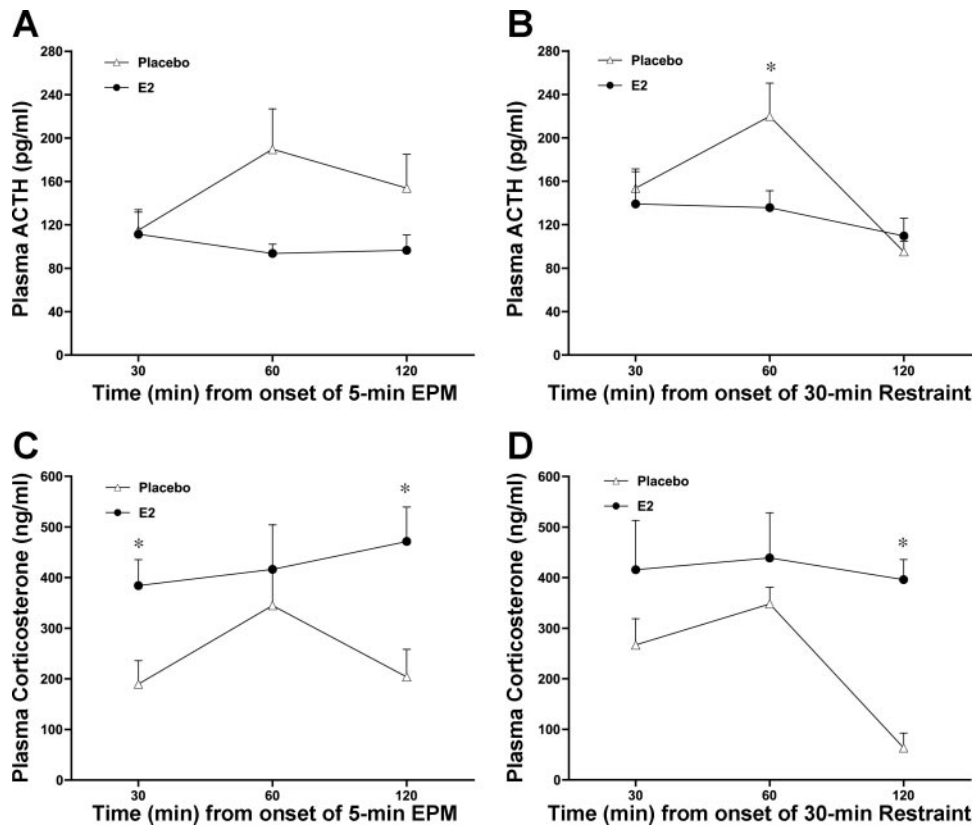 A
280
240
200
160
120
80
40
0
Plasma ACTH (pg/ml)
Placebo
E2
30
60
120
Time (min) from onset of 5-min EPM
B
280
240
200
160
120
80
40
0
Plasma ACTH (pg/ml)
Placebo
E2
*
30
60
120
Time (min) from onset of 30-min Restraint
C
600
500
400
300
200
100
0
Plasma Corticosterone (ng/ml)
Placebo
E2
*
*
30
60
120
Time (min) from onset of 5-min EPM
D
600
500
400
300
200
100
0
Plasma Corticosterone (ng/ml)
Placebo
E2
*
30
60
120
Time (min) from onset of 30-min Restraint